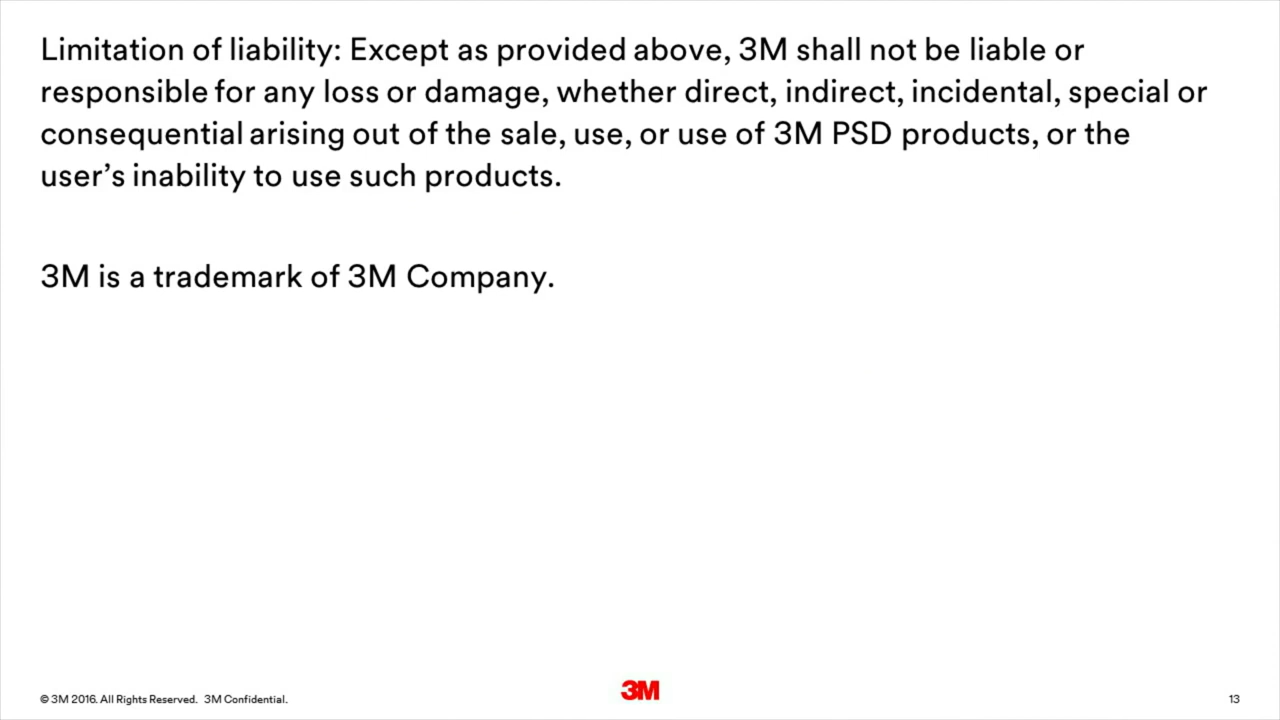 Limitation of liability: Except as provided above, 3M shall not be liable or
responsible for any loss or damage, whether direct, indirect, incidental, special or
consequential arising out of the sale, use, or use of 3M PSD products, or the
user’s inability to use such products.
3M is a trademark of 3M Company.
© 3M 2016. All Rights Reserved. 3M Confidential.
3M
13